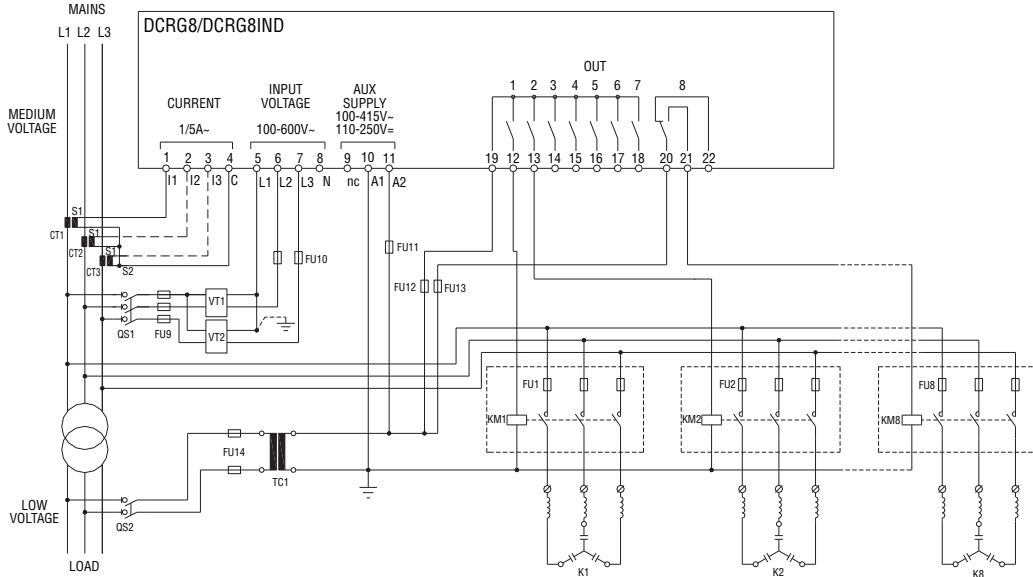 MAINS
L1 L2 L3
DCRG8/DCRG8IND
MEDIUM
VOLTAGE
CURRENT
1/5A~
INPUT
VOLTAGE
100-600V~
AUX
SUPPLY
100-415V~
110-250V=
OUT
1 2 3 4 5 6 7 8
1 2 3 4 5 6 7 8 9 10 11 19 12 13 14 15 16 17 18 20 21 22
I1 I2 I3 C L1 L2 L3 N nc A1 A2
S1
CT1
S1
CT2
S1
CT3
S2
FU10
FU11
FU12
FU13
VT1
VT2
QS1
FU9
FU1
FU2
FU8
KM1
KM2
KM8
FU14
TC1
LOW
VOLTAGE
QS2
LOAD
K1
K2
K8